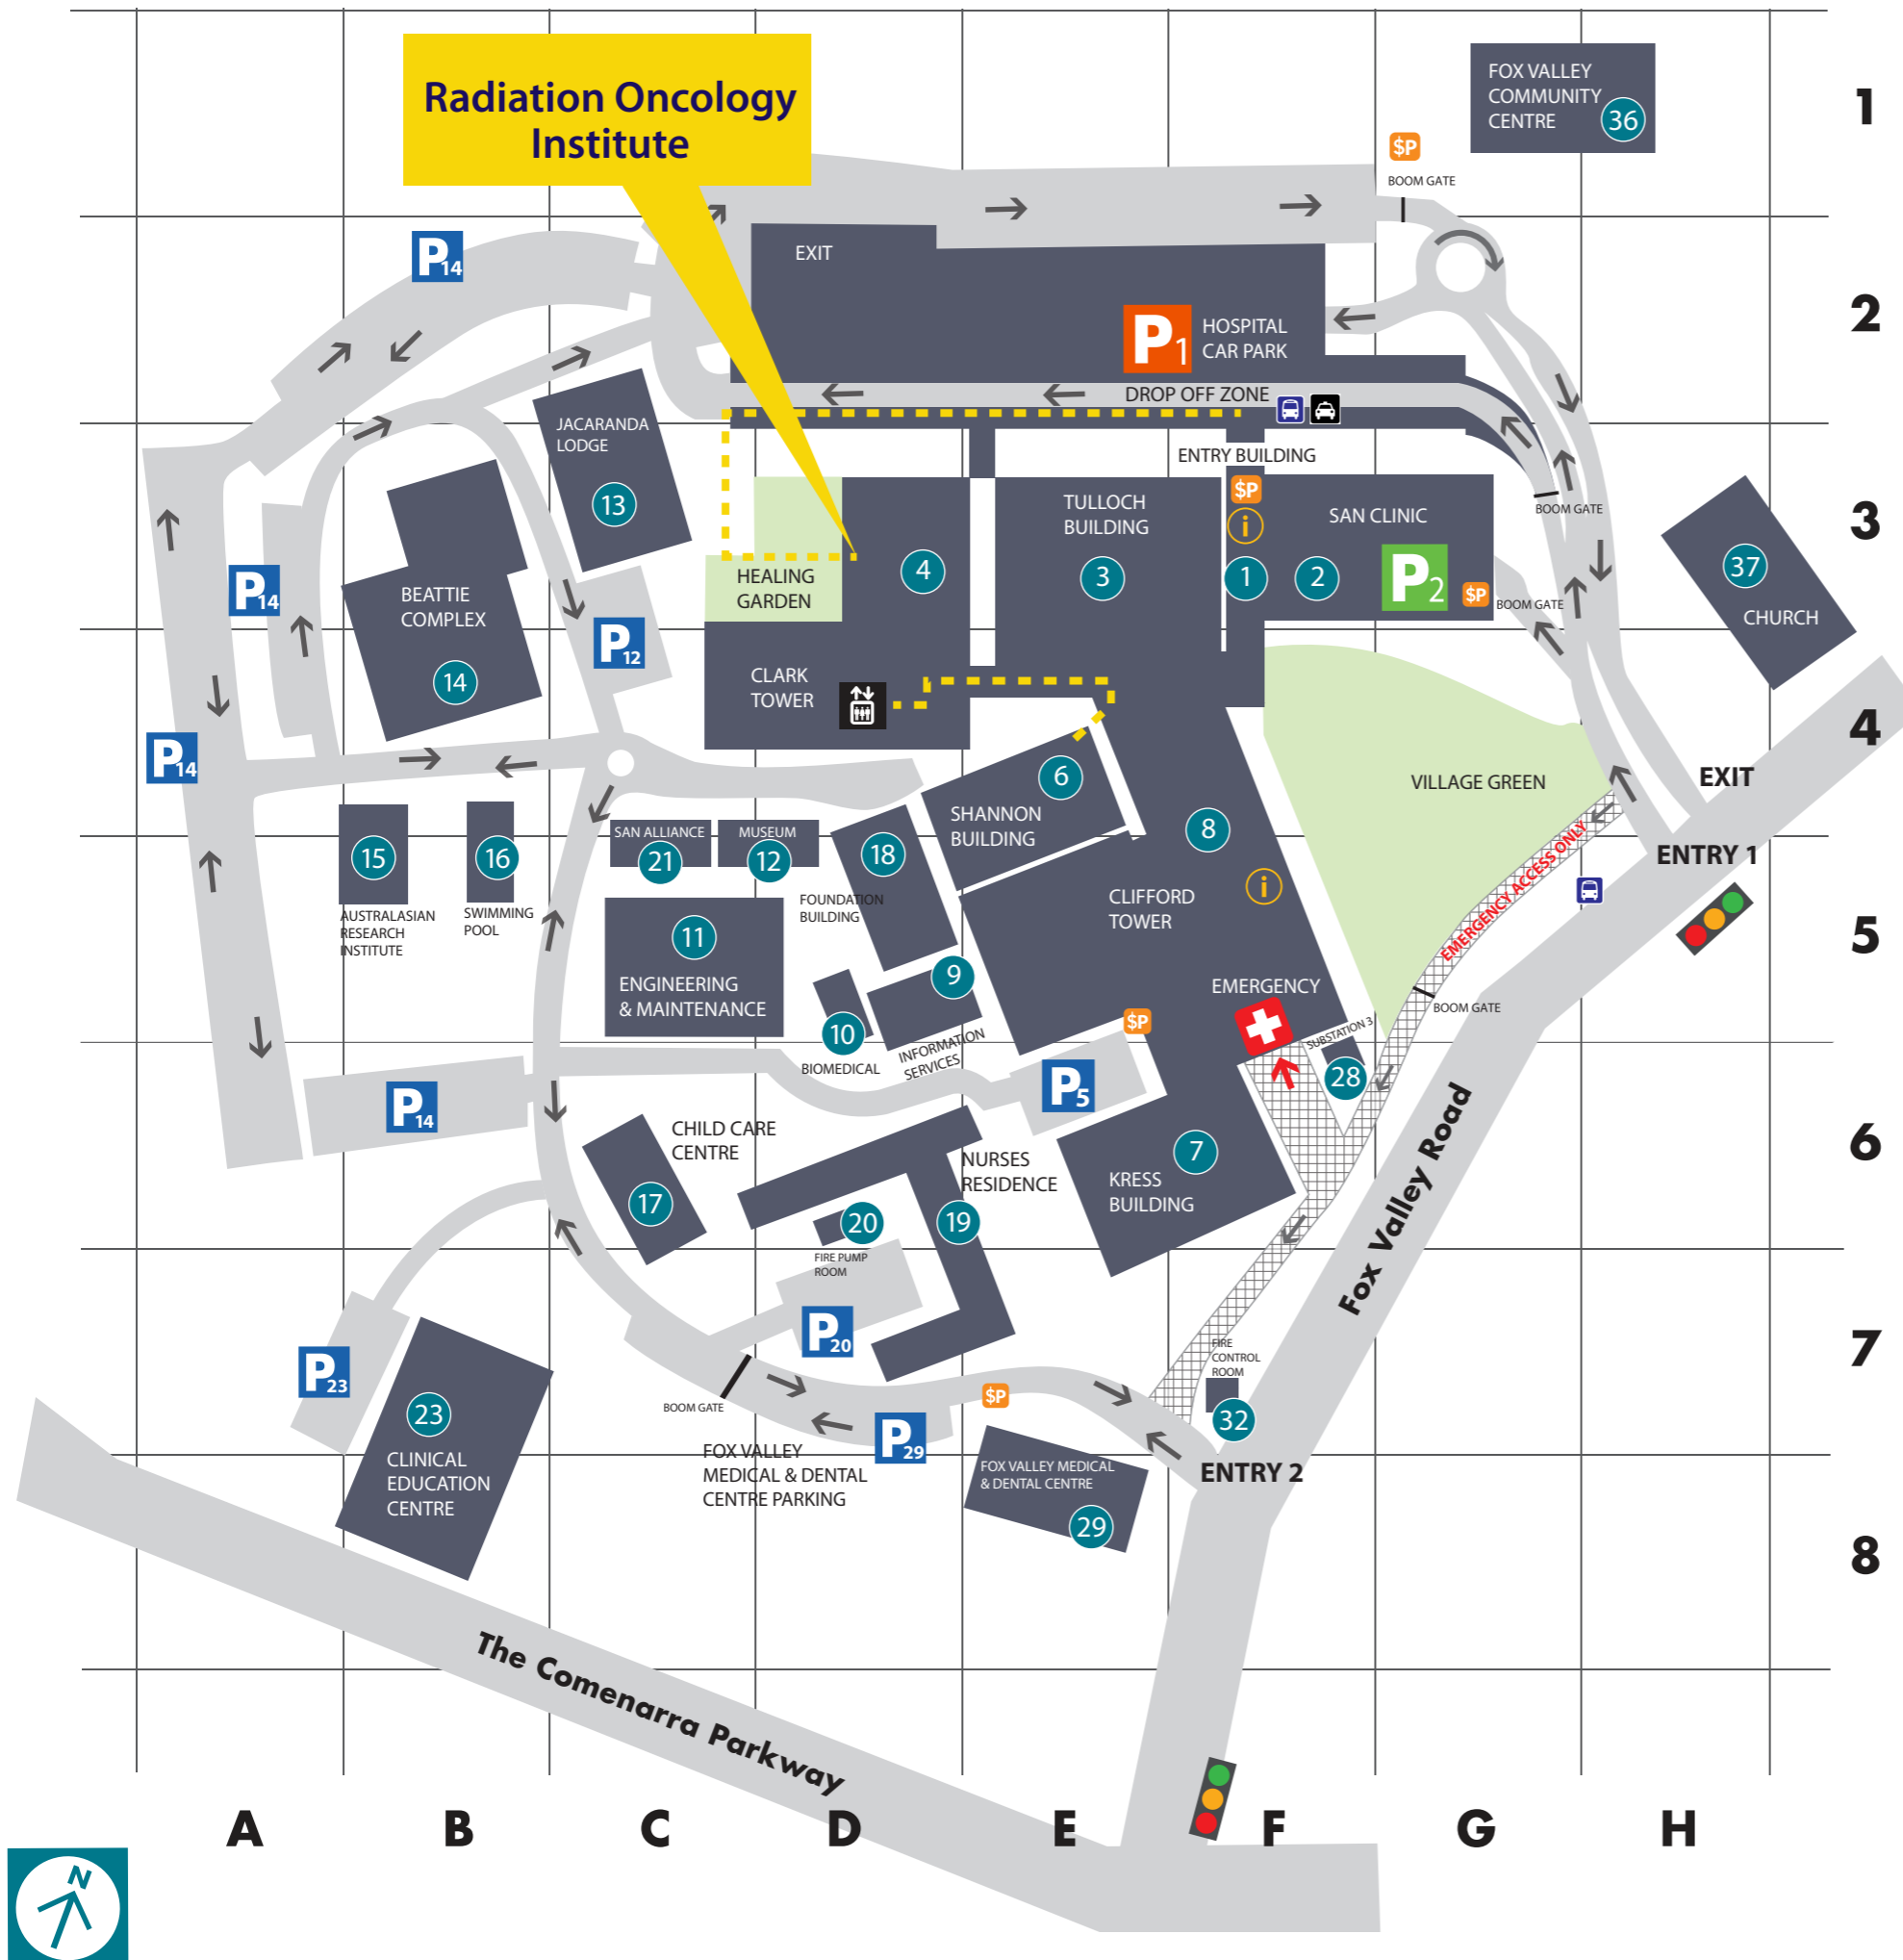 Radiation Oncology
Institute
FOX VALLEY
COMMUNITY
CENTRE
36
1
$P
BOOM GATE
EXIT
P14
2
P1
HOSPITAL
CAR PARK
DROP OFF ZONE
JACARANDA
LODGE
13
ENTRY BUILDING
$P
i
TULLOCH
BUILDING
3
SAN CLINIC
1
2
P2
$P
BOOM GATE
BOOM GATE
3
37
CHURCH
4
HEALING
GARDEN
P14
BEATTIE
COMPLEX
14
P12
CLARK
TOWER
P14
6
SHANNON
BUILDING
VILLAGE GREEN
4
EXIT
ENTRY 1
EMERGENCY ACCESS ONLY
8
CLIFFORD
TOWER
i
15
AUSTRALASIAN
RESEARCH
INSTITUTE
16
SWIMMING
POOL
SAN ALLIANCE
21
MUSEUM
12
18
FOUNDATION
BUILDING
11
ENGINEERING
& MAINTENANCE
9
INFORMATION
SERVICES
10
BIOMEDICAL
5
EMERGENCY
$P
SUBSTATION 3
28
BOOM GATE
P5
P14
CHILD CARE
CENTRE
17
NURSES
RESIDENCE
19
20
FIRE PUMP
ROOM
7
KRESS
BUILDING
6
Fox Valley Road
P20
P23
23
CLINICAL
EDUCATION
CENTRE
BOOM GATE
$P
FIRE
CONTROL
ROOM
32
7
P29
FOX VALLEY
MEDICAL & DENTAL
CENTRE PARKING
FOX VALLEY MEDICAL
& DENTAL CENTRE
29
ENTRY 2
8
The Comenarra Parkway
A
B
C
D
E
F
G
H
N